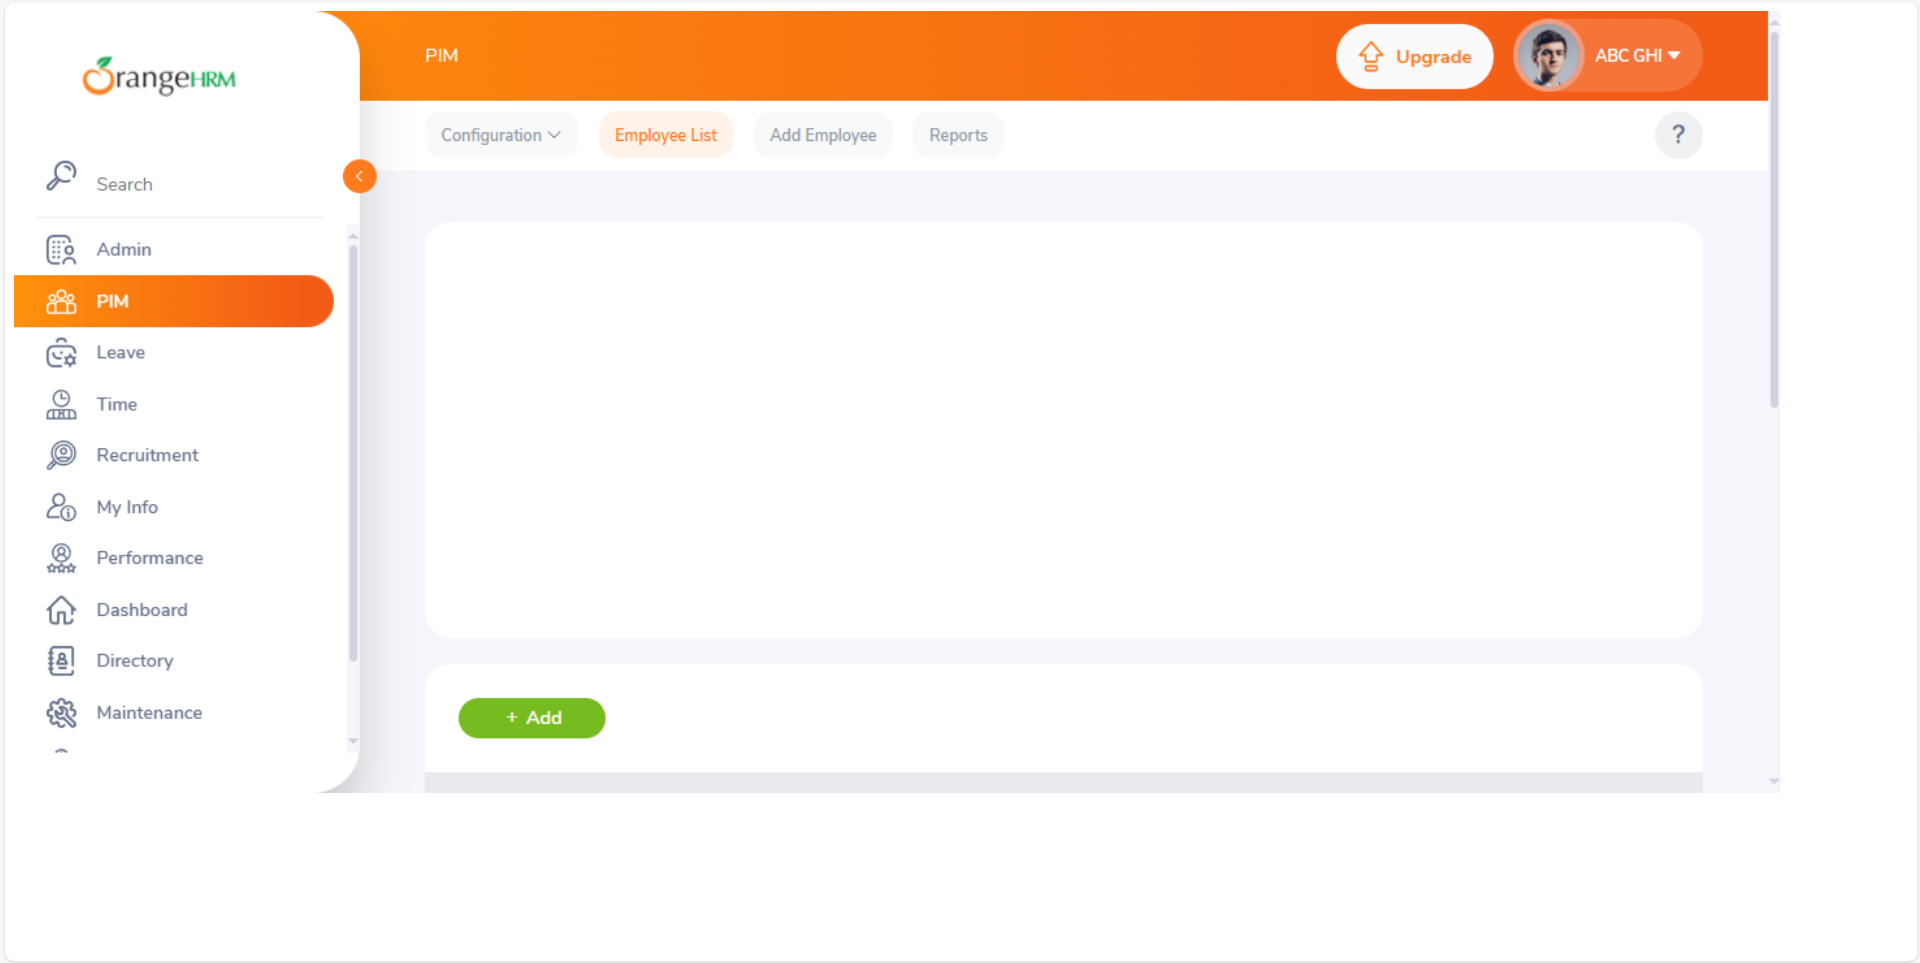 OrangeHRM
PIM
Upgrade
ABC GHI
Configuration
Employee List
Add Employee
Reports
?
Search
Admin
PIM
Leave
Time
Recruitment
My Info
Performance
Dashboard
Directory
Maintenance
+ Add